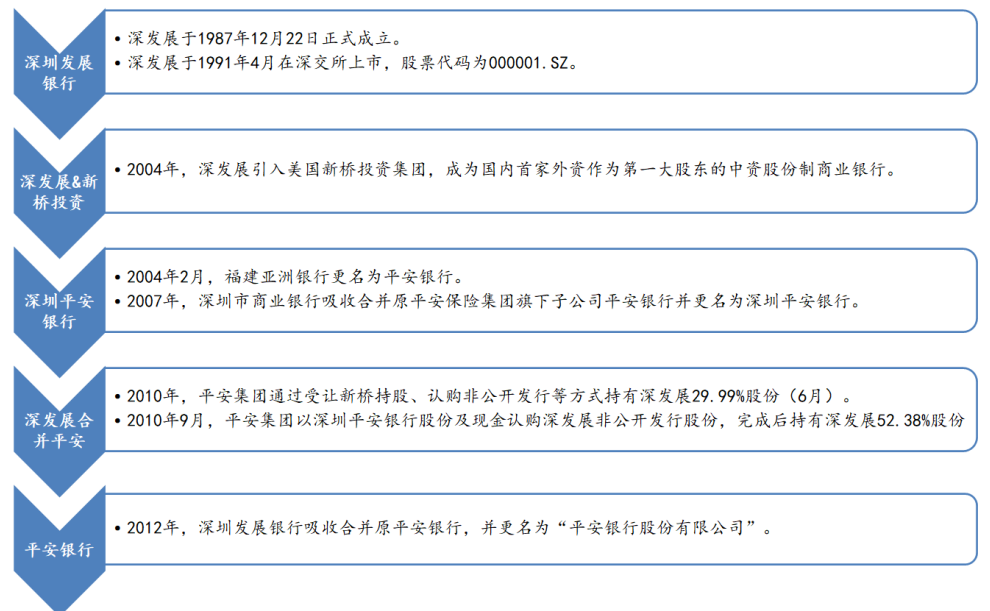 深圳发展
银行
• 深发展于1987年12月22日正式成立。
• 深发展于1991年4月在深交所上市，股票代码为000001.SZ。
深发展&新
桥投资
• 2004年，深发展引入美国新桥投资集团，成为国内首家外资作为第一大股东的中资股份制商业银行。
深圳平安
银行
• 2004年2月，福建亚洲银行更名为平安银行。
• 2007年，深圳市商业银行吸收合并原平安保险集团旗下子公司平安银行并更名为深圳平安银行。
深发展合
并平安
• 2010年，平安集团通过受让新桥持股、认购非公开发行等方式持有深发展29.99%股份（6月）。
• 2010年9月，平安集团以深圳平安银行股份及现金认购深发展非公开发行股份，完成后持有深发展52.38%股份
平安银行
• 2012年，深圳发展银行吸收合并原平安银行，并更名为“平安银行股份有限公司”。